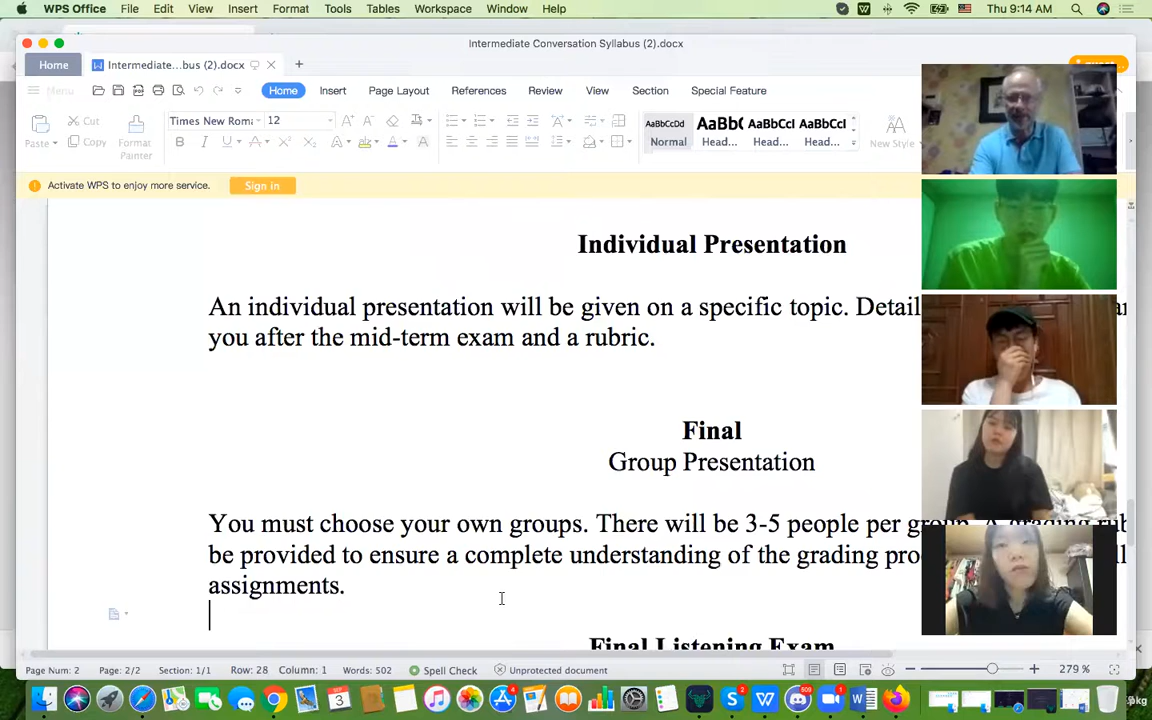 WPS Office File Edit View Insert Format Tools Tables Workspace Window Help Thu 9:14 AM
Intermediate Conversation Syllabus (2).docx
Home Intermediate...bus (2).docx
Menu Home Insert Page Layout References Review View Section Special Feature
Paste Cut Copy Format Painter Times New Roma 12 AaBbCcDd Normal AaBb( Head... AaBbCcI Head... AaBbCcI Head... New Style
Activate WPS to enjoy more service. Sign in
Individual Presentation
An individual presentation will be given on a specific topic. Detail
you after the mid-term exam and a rubric.
Final
Group Presentation
You must choose your own groups. There will be 3-5 people per group. A grading rub
be provided to ensure a complete understanding of the grading pro
assignments.
Final Listening Exam
Page Num: 2 Page: 2/2 Section: 1/1 Row: 28 Column: 1 Words: 502 Spell Check Unprotected document 279 %